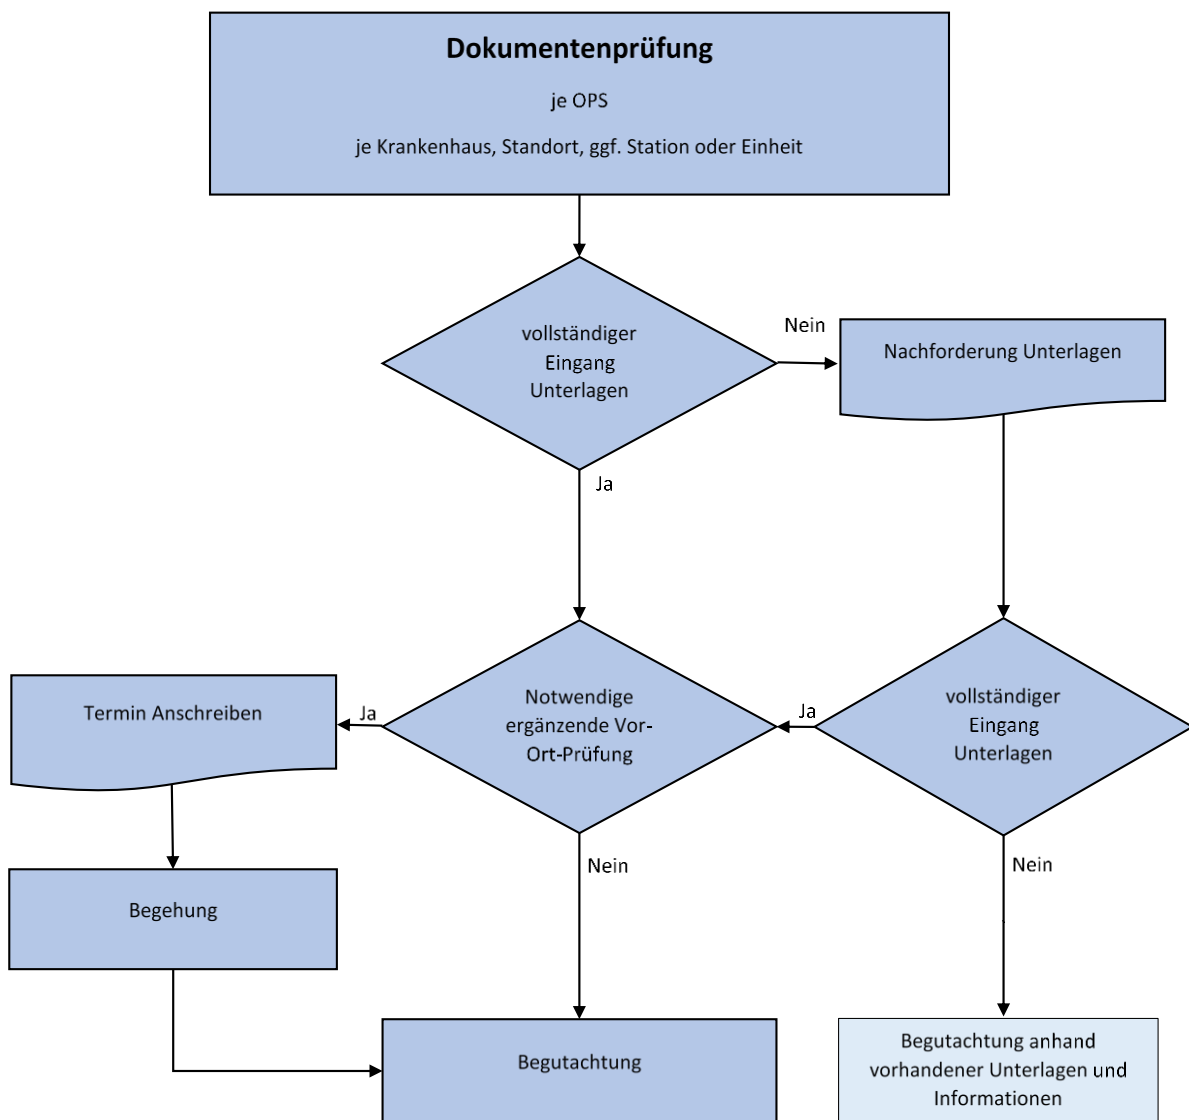 Dokumentenprüfung
je OPS
je Krankenhaus, Standort, ggf. Station oder Einheit
vollständiger
Eingang
Unterlagen
Nein
Nachforderung Unterlagen
Ja
Termin Anschreiben
Ja
Notwendige
ergänzende Vor-
Ort-Prüfung
Ja
vollständiger
Eingang
Unterlagen
Nein
Nein
Begehung
Begutachtung
Begutachtung anhand
vorhandener Unterlagen und
Informationen